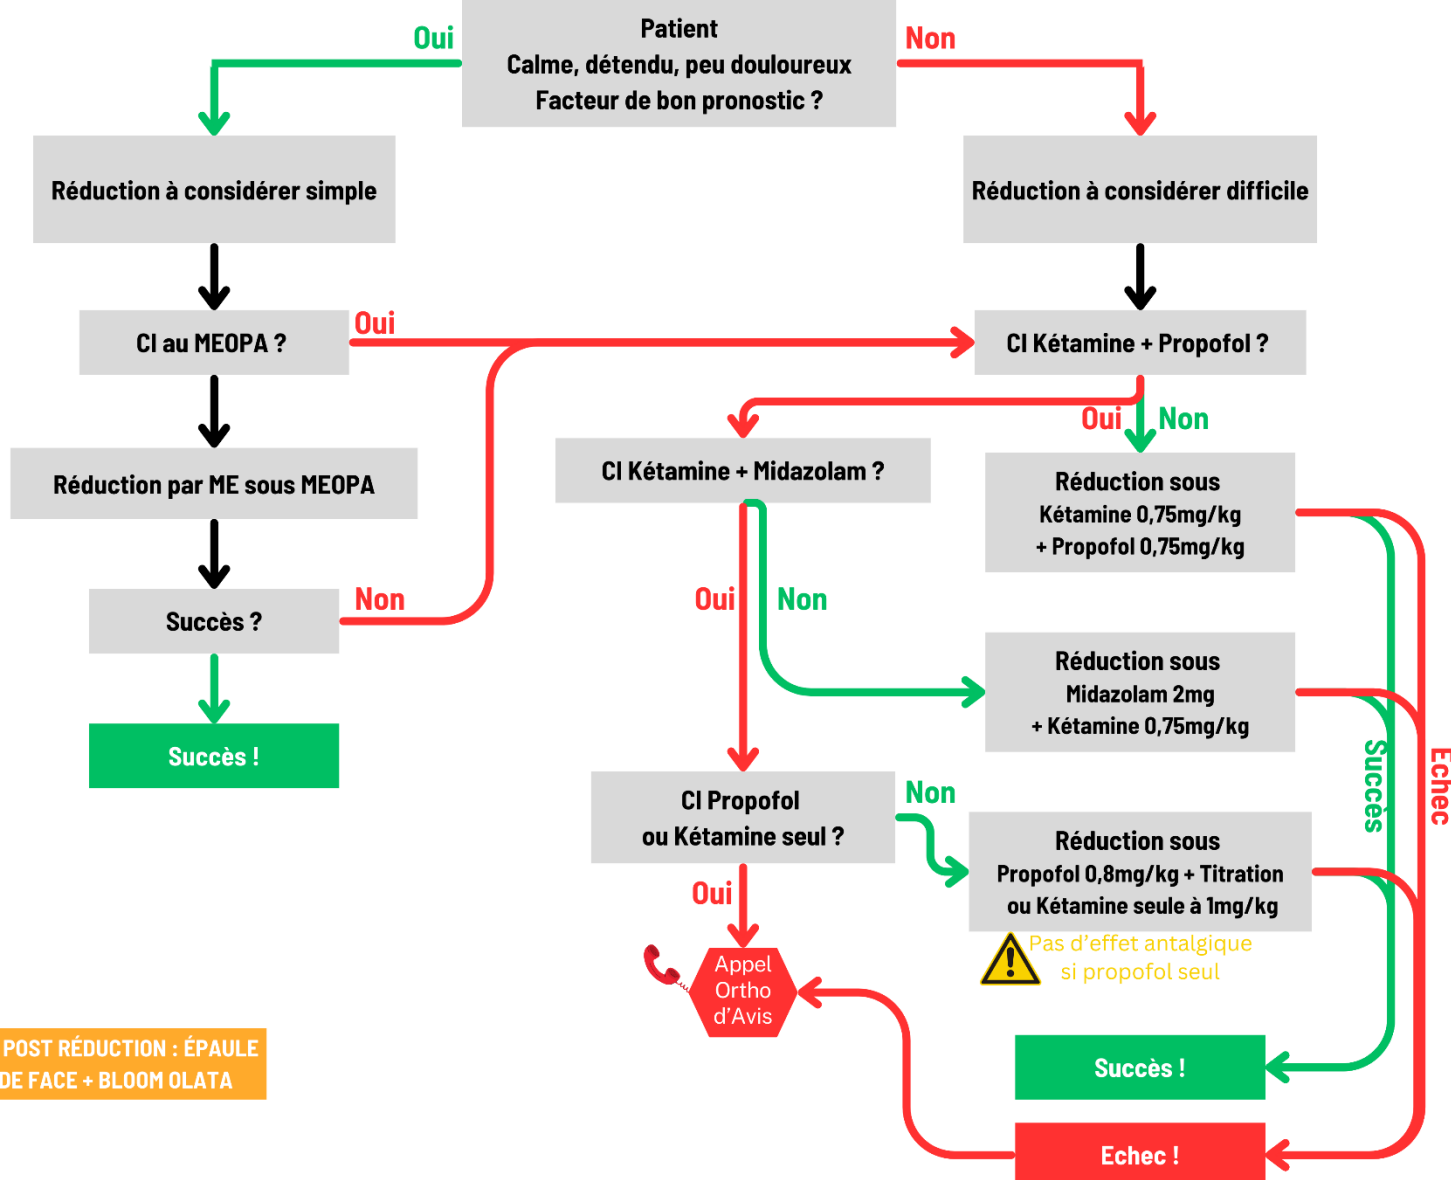 Patient
Calme, détendu, peu douloureux
Facteur de bon pronostic ?
Oui
Non
Réduction à considérer simple
Réduction à considérer difficile
CI au MEOPA ?
Oui
CI Kétamine + Propofol ?
Oui
Non
Réduction par ME sous MEOPA
CI Kétamine + Midazolam ?
Réduction sous
Kétamine 0,75mg/kg
+ Propofol 0,75mg/kg
Succès ?
Non
Oui
Non
Réduction sous
Midazolam 2mg
+ Kétamine 0,75mg/kg
Succès !
CI Propofol
ou Kétamine seul ?
Non
Oui
Réduction sous
Propofol 0,8mg/kg + Titration
ou Kétamine seule à 1mg/kg
Pas d'effet antalgique
si propofol seul
Succès
Echec
Appel
Ortho
d'Avis
POST RÉDUCTION : ÉPAULE
DE FACE + BLOOM OLATA
Succès !
Echec !